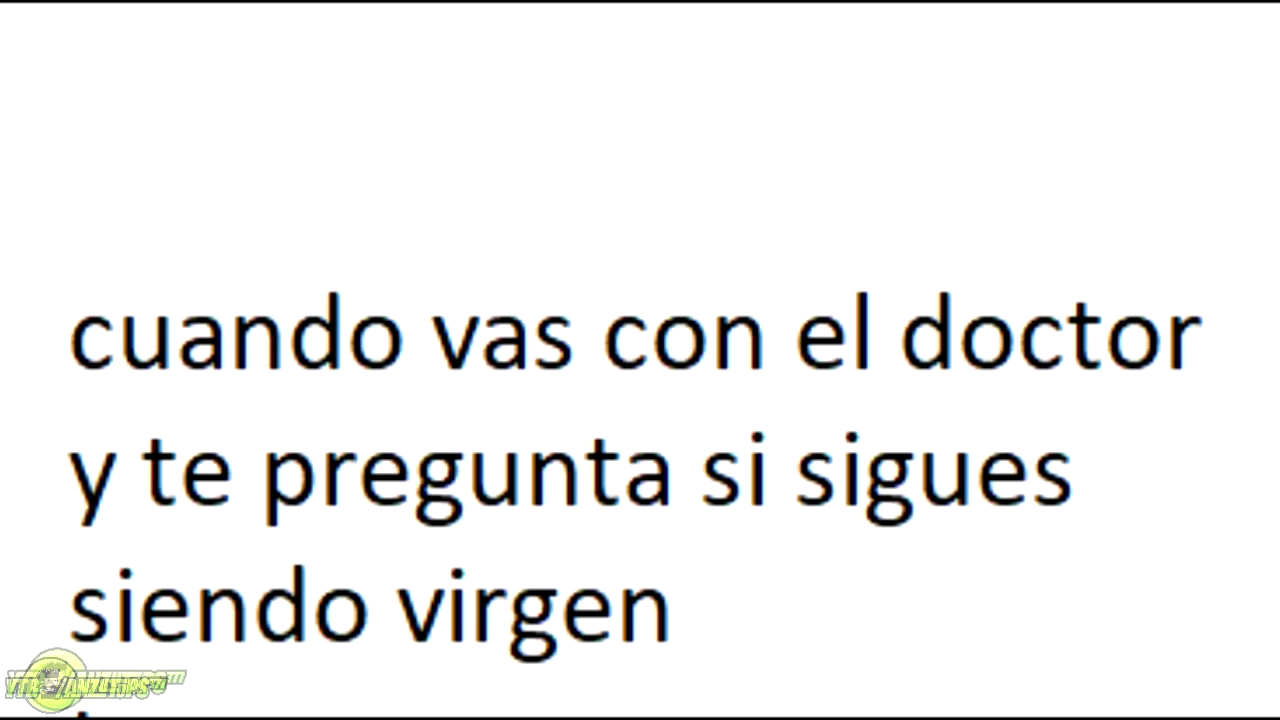 cuando vas con el doctor
y te pregunta si sigues
siendo virgen